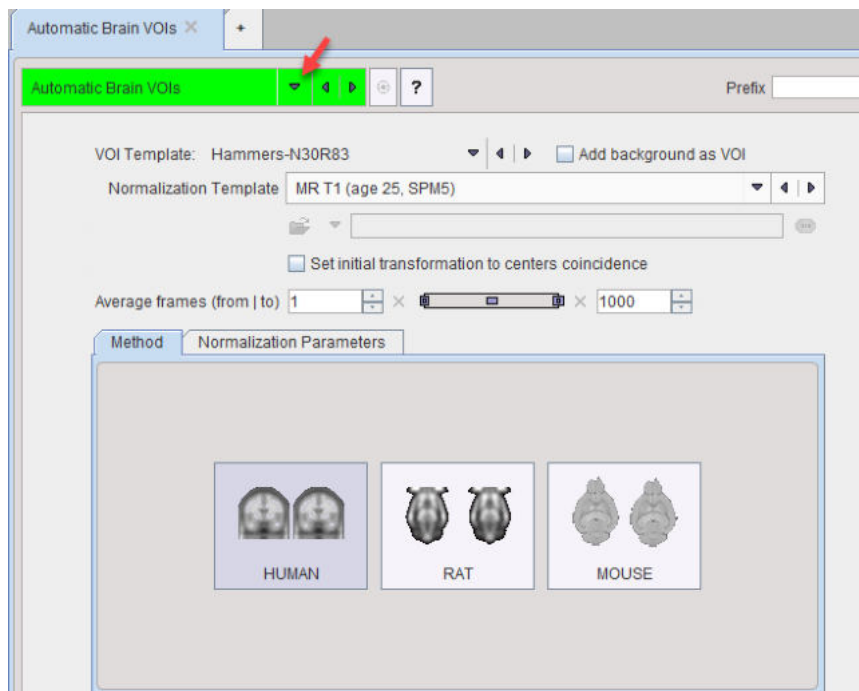 Automatic Brain VOIs
+
Automatic Brain VOIs ? Prefix
VOI Template: Hammers-N30R83 Add background as VOI
Normalization Template MR T1 (age 25, SPM5)
Set initial transformation to centers coincidence
Average frames (from | to) 1 1000
Method Normalization Parameters
HUMAN RAT MOUSE